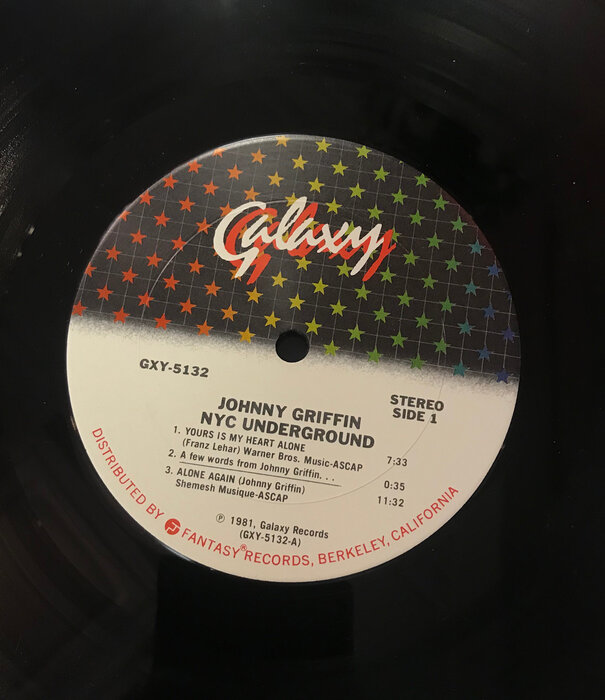 Galaxy
GXY-5132
STEREO
SIDE 1
JOHNNY GRIFFIN
NYC UNDERGROUND
1. YOURS IS MY HEART ALONE
(Franz Lehar) Warner Bros. Music-ASCAP 7:33
2. A few words from Johnny Griffin. . . 0:35
3. ALONE AGAIN (Johnny Griffin) 11:32
Shemesh Musique-ASCAP
℗ 1981, Galaxy Records
(GXY-5132-A)
DISTRIBUTED BY FANTASY® RECORDS, BERKELEY, CALIFORNIA